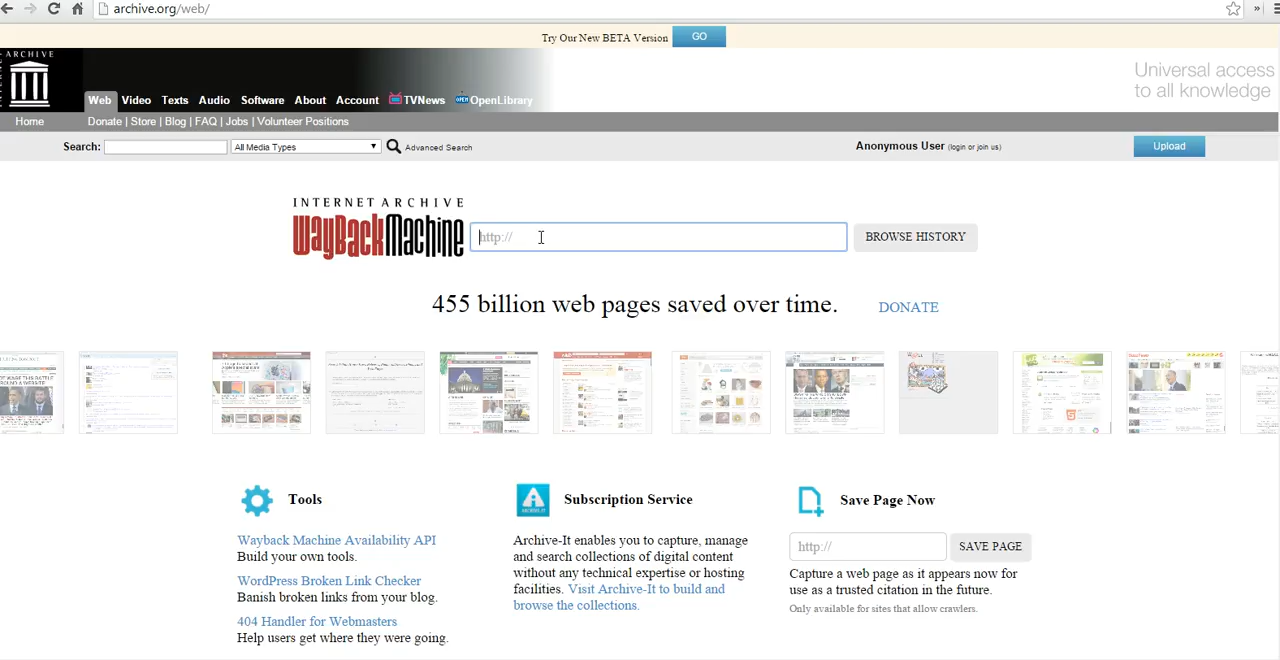 archive.org/web/
Try Our New BETA Version GO
INTERNET ARCHIVE
Universal access
to all knowledge
Web Video Texts Audio Software About Account TVNews OPEN OpenLibrary
Home Donate | Store | Blog | FAQ | Jobs | Volunteer Positions
Search: All Media Types Advanced Search Anonymous User (login or join us) Upload
INTERNET ARCHIVE
WayBackMachine http:// BROWSE HISTORY
455 billion web pages saved over time. DONATE
Tools
Wayback Machine Availability API
Build your own tools.
WordPress Broken Link Checker
Banish broken links from your blog.
404 Handler for Webmasters
Help users get where they were going.
ARCHIVE-IT
Subscription Service
Archive-It enables you to capture, manage
and search collections of digital content
without any technical expertise or hosting
facilities. Visit Archive-It to build and
browse the collections.
Save Page Now
http:// SAVE PAGE
Capture a web page as it appears now for
use as a trusted citation in the future.
Only available for sites that allow crawlers.